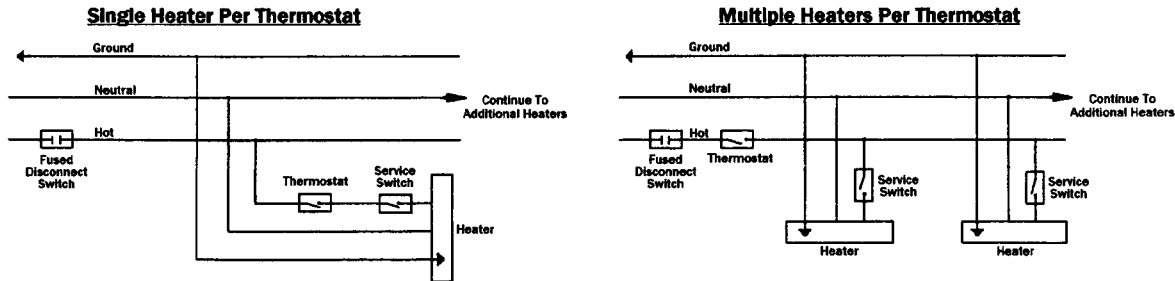 Single Heater Per Thermostat
Ground
Neutral
Continue To
Additional Heaters
Hot
Fused
Disconnect
Switch
Thermostat
Service
Switch
Heater
Multiple Heaters Per Thermostat
Ground
Neutral
Continue To
Additional Heaters
Hot
Fused
Disconnect
Switch
Thermostat
Service
Switch
Service
Switch
Heater
Heater